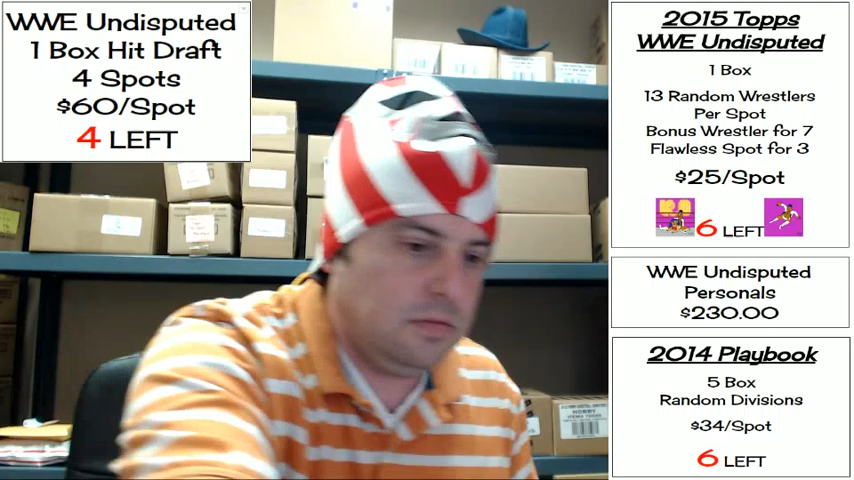 WWE Undisputed
1 Box Hit Draft
4 Spots
$60/Spot
4 LEFT
2015 Topps
WWE Undisputed
1 Box
13 Random Wrestlers
Per Spot
Bonus Wrestler for 7
Flawless Spot for 3
$25/Spot
6 LEFT
WWE Undisputed
Personals
$230.00
2014 Playbook
5 Box
Random Divisions
$34/Spot
6 LEFT
HOBBY